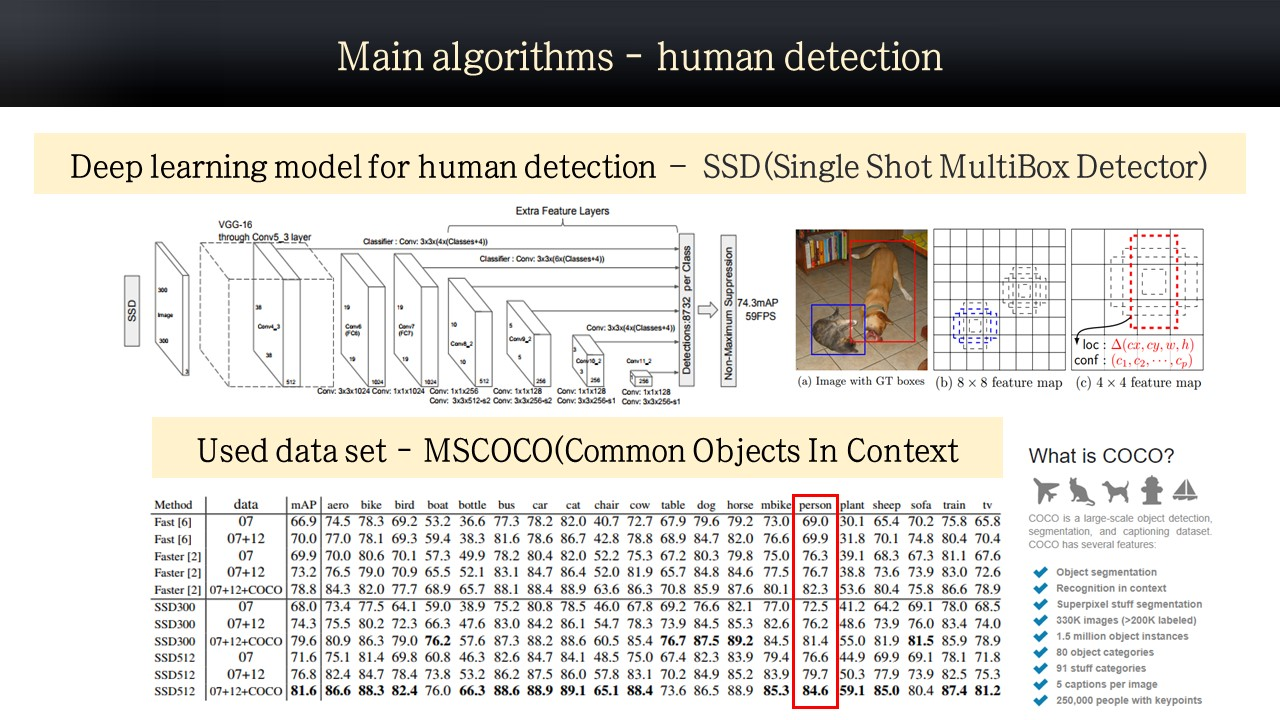 Main algorithms - human detection
Deep learning model for human detection - SSD(Single Shot MultiBox Detector)
Extra Feature Layers
VGG-16
through Conv5_3 layer
Classifier : Conv: 3x3x(4x(Classes+4))
Classifier : Conv: 3x3x(6x(Classes+4))
Conv: 3x3x(4x(Classes+4))
SSD
300
Image
300
3
38
Conv4_3
38
512
19
Conv6
(FC6)
19
1024
19
Conv7
(FC7)
19
1024
10
Conv8_2
10
512
5
Conv9_2
5
256
3
Conv10_2
3
256
Conv11_2
256
Detections:8732 per Class
Non-Maximum Suppression
74.3mAP
59FPS
Conv: 3x3x1024 Conv: 1x1x1024 Conv: 1x1x256 Conv: 1x1x128 Conv: 1x1x128 Conv: 1x1x128
Conv: 3x3x512-s2 Conv: 3x3x256-s2 Conv: 3x3x256-s1 Conv: 3x3x256-s1
loc : Δ(cx, cy, w, h)
conf : (c1, c2, ⋯, cp)
(a) Image with GT boxes (b) 8 × 8 feature map (c) 4 × 4 feature map
Used data set - MSCOCO(Common Objects In Context
Method data mAP aero bike bird boat bottle bus car cat chair cow table dog horse mbike person plant sheep sofa train tv
Fast [6] 07 66.9 74.5 78.3 69.2 53.2 36.6 77.3 78.2 82.0 40.7 72.7 67.9 79.6 79.2 73.0 69.0 30.1 65.4 70.2 75.8 65.8
Fast [6] 07+12 70.0 77.0 78.1 69.3 59.4 38.3 81.6 78.6 86.7 42.8 78.8 68.9 84.7 82.0 76.6 69.9 31.8 70.1 74.8 80.4 70.4
Faster [2] 07 69.9 70.0 80.6 70.1 57.3 49.9 78.2 80.4 82.0 52.2 75.3 67.2 80.3 79.8 75.0 76.3 39.1 68.3 67.3 81.1 67.6
Faster [2] 07+12 73.2 76.5 79.0 70.9 65.5 52.1 83.1 84.7 86.4 52.0 81.9 65.7 84.8 84.6 77.5 76.7 38.8 73.6 73.9 83.0 72.6
Faster [2] 07+12+COCO 78.8 84.3 82.0 77.7 68.9 65.7 88.1 88.4 88.9 63.6 86.3 70.8 85.9 87.6 80.1 82.3 53.6 80.4 75.8 86.6 78.9
SSD300 07 68.0 73.4 77.5 64.1 59.0 38.9 75.2 80.8 78.5 46.0 67.8 69.2 76.6 82.1 77.0 72.5 41.2 64.2 69.1 78.0 68.5
SSD300 07+12 74.3 75.5 80.2 72.3 66.3 47.6 83.0 84.2 86.1 54.7 78.3 73.9 84.5 85.3 82.6 76.2 48.6 73.9 76.0 83.4 74.0
SSD300 07+12+COCO 79.6 80.9 86.3 79.0 76.2 57.6 87.3 88.2 88.6 60.5 85.4 76.7 87.5 89.2 84.5 81.4 55.0 81.9 81.5 85.9 78.9
SSD512 07 71.6 75.1 81.4 69.8 60.8 46.3 82.6 84.7 84.1 48.5 75.0 67.4 82.3 83.9 79.4 76.6 44.9 69.9 69.1 78.1 71.8
SSD512 07+12 76.8 82.4 84.7 78.4 73.8 53.2 86.2 87.5 86.0 57.8 83.1 70.2 84.9 85.2 83.9 79.7 50.3 77.9 73.9 82.5 75.3
SSD512 07+12+COCO 81.6 86.6 88.3 82.4 76.0 66.3 88.6 88.9 89.1 65.1 88.4 73.6 86.5 88.9 85.3 84.6 59.1 85.0 80.4 87.4 81.2
What is COCO?
COCO is a large-scale object detection,
segmentation, and captioning dataset.
COCO has several features:
Object segmentation
Recognition in context
Superpixel stuff segmentation
330K images (>200K labeled)
1.5 million object instances
80 object categories
91 stuff categories
5 captions per image
250,000 people with keypoints